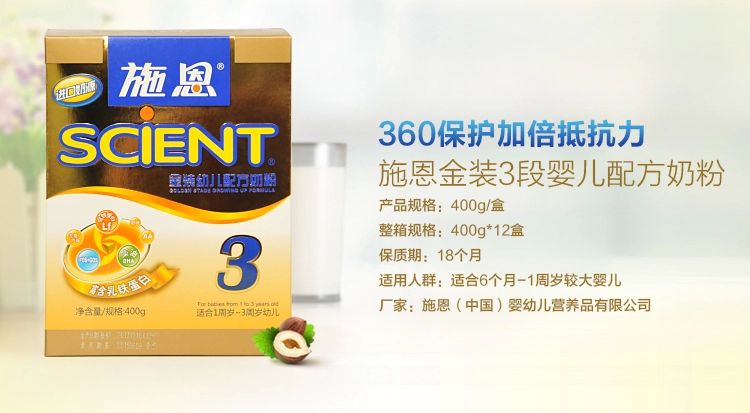 施恩®
进口奶源
SCIENT®
金装幼儿配方奶粉
GOLDEN STAGE GROWING UP FORMULA
Lf
AA
FOS+GOS
DHA
富含乳铁蛋白
3
For babies from 1 to 3 years old
适合1周岁~3周岁幼儿
净含量/规格:400g
360保护加倍抵抗力
施恩金装3段婴儿配方奶粉
产品规格：400g/盒
整箱规格：400g*12盒
保质期：18个月
适用人群：适合6个月-1周岁较大婴儿
厂家：施恩（中国）婴幼儿营养品有限公司